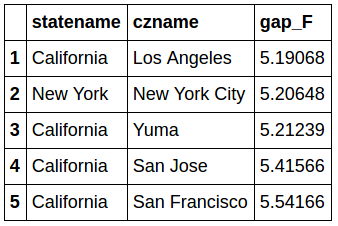 statename czname gap_F
1 California Los Angeles 5.19068
2 New York New York City 5.20648
3 California Yuma 5.21239
4 California San Jose 5.41566
5 California San Francisco 5.54166